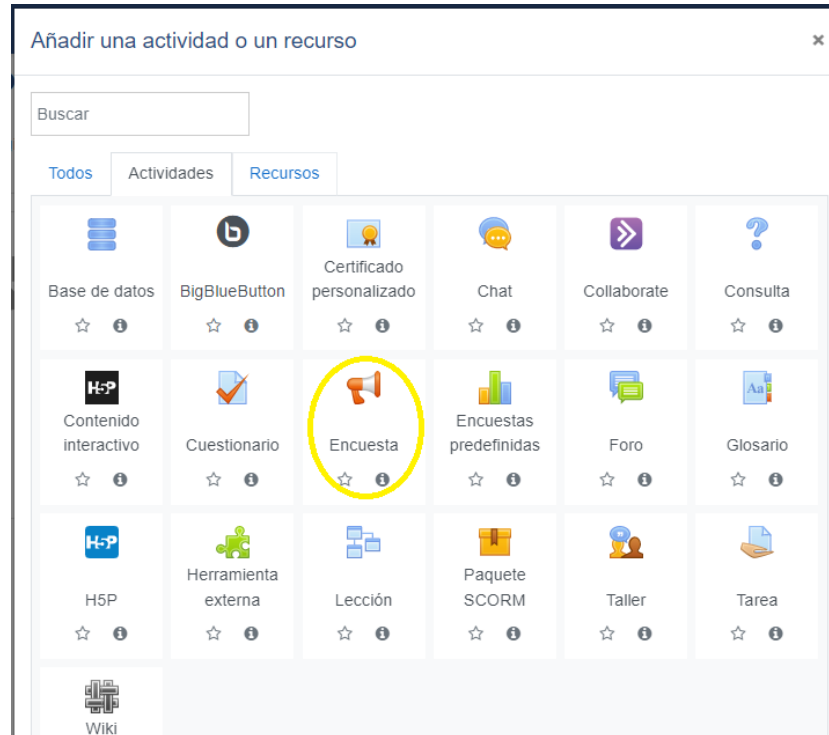 Añadir una actividad o un recurso ×
Buscar
Todos Actividades Recursos
Base de datos BigBlueButton Certificado personalizado Chat Collaborate Consulta
H5P
Contenido interactivo Cuestionario Encuesta Encuestas predefinidas Foro Aa Glosario
H5P
H5P Herramienta externa Lección Paquete SCORM Taller Tarea
Wiki